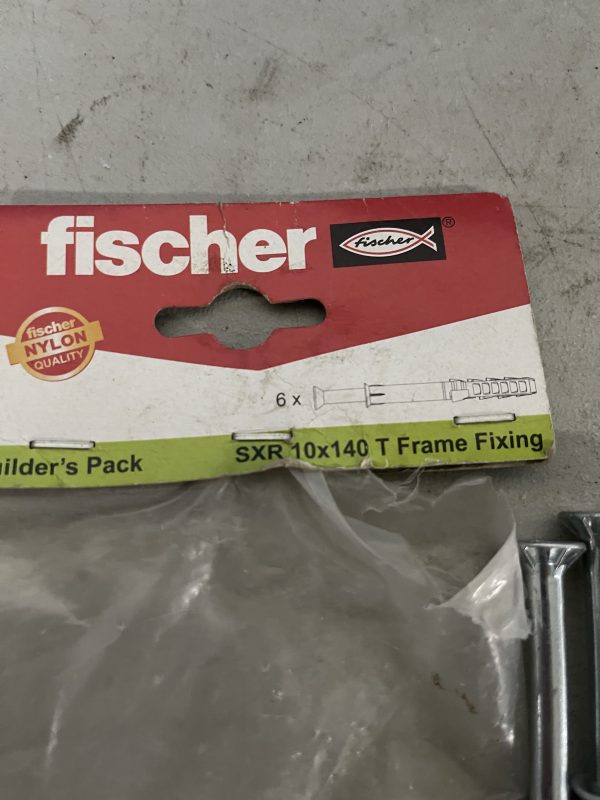 fischer
fischer®
fischer
NYLON
QUALITY
6 x
uilder's Pack
SXR 10x140 T Frame Fixing